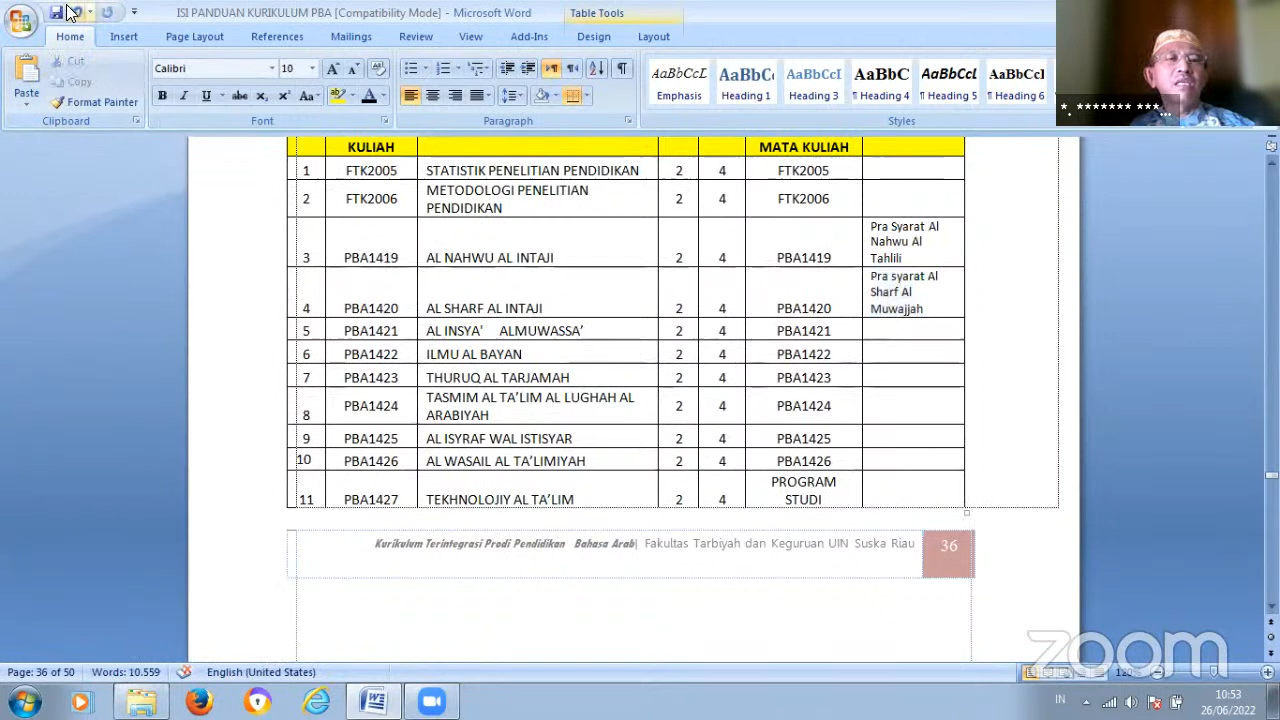 ISI PANDUAN KURIKULUM PBA [Compatibility Mode] - Microsoft Word
Table Tools
Home Insert Page Layout References Mailings Review View Add-Ins Design Layout
Paste
Cut
Copy
Format Painter
Clipboard
Calibri 10
Font
Paragraph
AaBbCcL Emphasis
AaBbCc Heading 1
AaBbCcI Heading 3
AaBbC ¶ Heading 4
AaBbCcI ¶ Heading 5
AaBbCcI ¶ Heading 6
Styles
*. ******* ***...
KULIAH MATA KULIAH
1 FTK2005 STATISTIK PENELITIAN PENDIDIKAN 2 4 FTK2005
2 FTK2006 METODOLOGI PENELITIAN PENDIDIKAN 2 4 FTK2006
3 PBA1419 AL NAHWU AL INTAJI 2 4 PBA1419 Pra Syarat Al Nahwu Al Tahlili
4 PBA1420 AL SHARF AL INTAJI 2 4 PBA1420 Pra syarat Al Sharf Al Muwajjah
5 PBA1421 AL INSYA' ALMUWASSA’ 2 4 PBA1421
6 PBA1422 ILMU AL BAYAN 2 4 PBA1422
7 PBA1423 THURUQ AL TARJAMAH 2 4 PBA1423
8 PBA1424 TASMIM AL TA’LIM AL LUGHAH AL ARABIYAH 2 4 PBA1424
9 PBA1425 AL ISYRAF WAL ISTISYAR 2 4 PBA1425
10 PBA1426 AL WASAIL AL TA’LIMIYAH 2 4 PBA1426
11 PBA1427 TEKHNOLOJIY AL TA’LIM 2 4 PROGRAM STUDI
Kurikulum Terintegrasi Prodi Pendidikan Bahasa Arab| Fakultas Tarbiyah dan Keguruan UIN Suska Riau 36
zoom
Page: 36 of 50 Words: 10.559 English (United States)
IN
10:53
26/06/2022